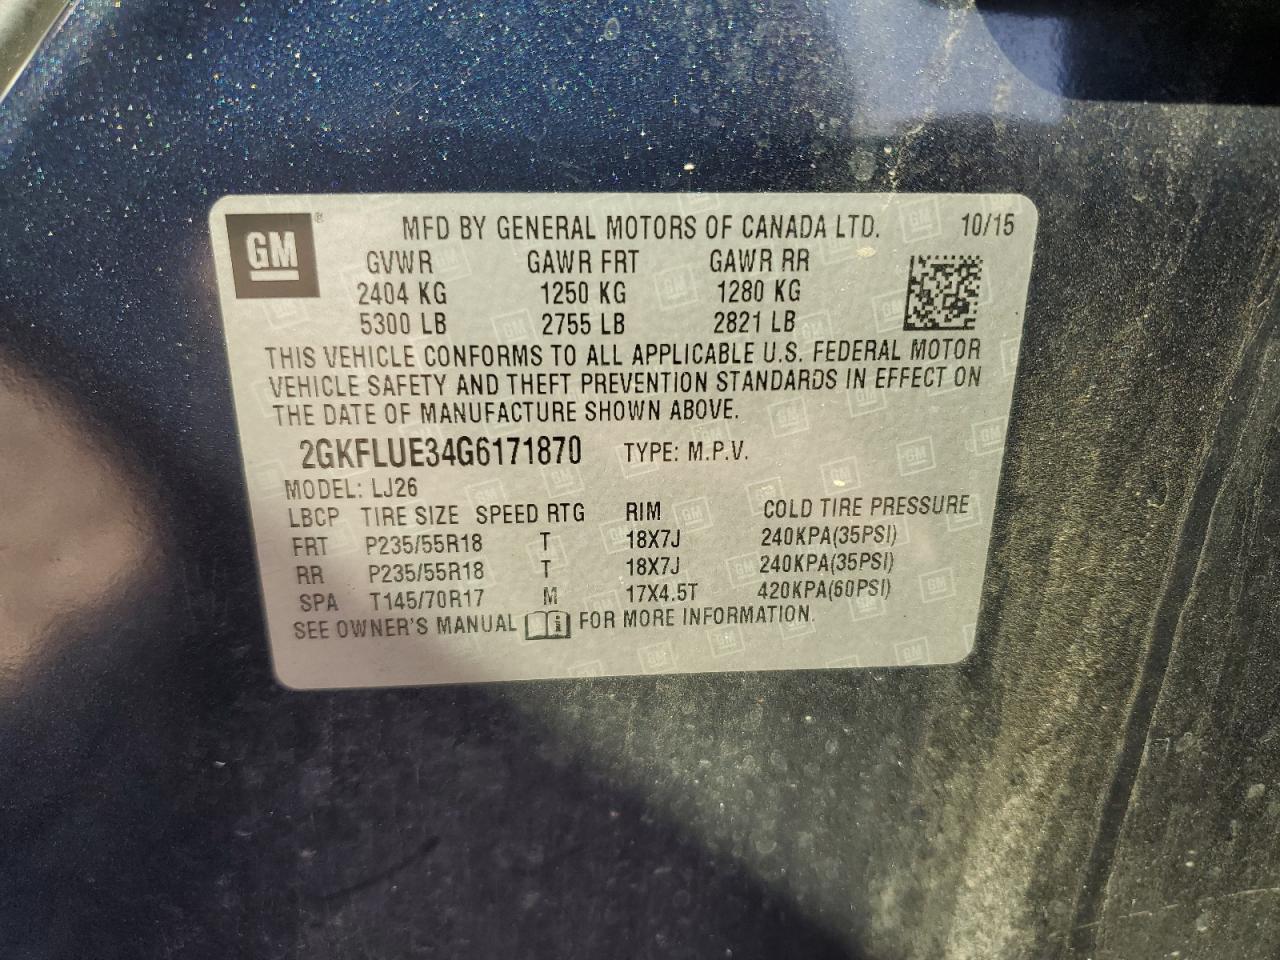 GM ® MFD BY GENERAL MOTORS OF CANADA LTD. 10/15
GVWR GAWR FRT GAWR RR
2404 KG 1250 KG 1280 KG
5300 LB 2755 LB 2821 LB
THIS VEHICLE CONFORMS TO ALL APPLICABLE U.S. FEDERAL MOTOR
VEHICLE SAFETY AND THEFT PREVENTION STANDARDS IN EFFECT ON
THE DATE OF MANUFACTURE SHOWN ABOVE.
2GKFLUE34G6171870 TYPE: M.P.V.
MODEL: LJ26
LBCP TIRE SIZE SPEED RTG RIM COLD TIRE PRESSURE
FRT P235/55R18 T 18X7J 240KPA(35PSI)
RR P235/55R18 T 18X7J 240KPA(35PSI)
SPA T145/70R17 M 17X4.5T 420KPA(60PSI)
SEE OWNER'S MANUAL FOR MORE INFORMATION.